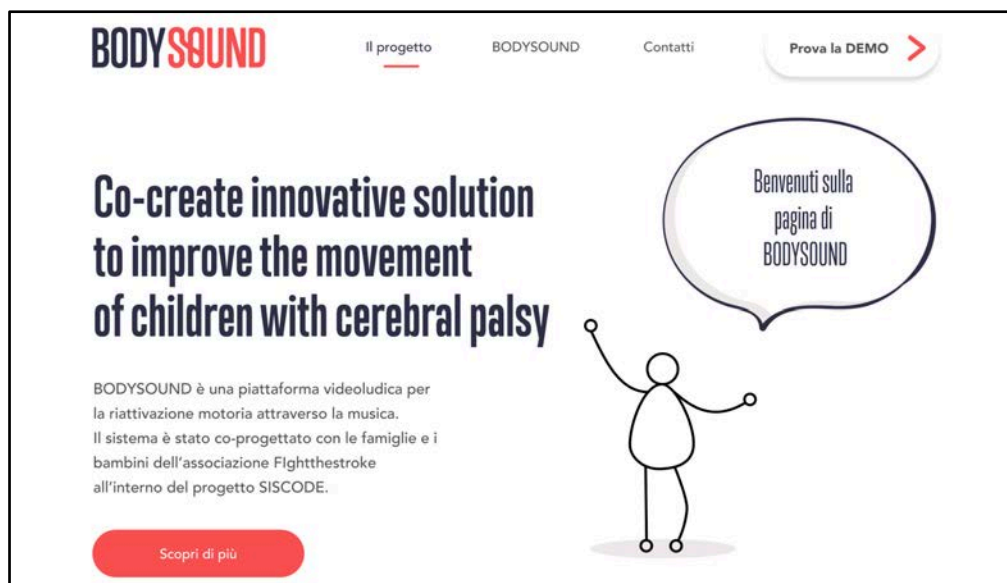 BODYSOUND
Il progetto
BODYSOUND
Contatti
Prova la DEMO
Co-create innovative solution
to improve the movement
of children with cerebral palsy
Benvenuti sulla
pagina di
BODYSOUND
BODYSOUND è una piattaforma videoludica per
la riattivazione motoria attraverso la musica.
Il sistema è stato co-progettato con le famiglie e i
bambini dell'associazione FIghtthestroke
all'interno del progetto SISCODE.
Scopri di più